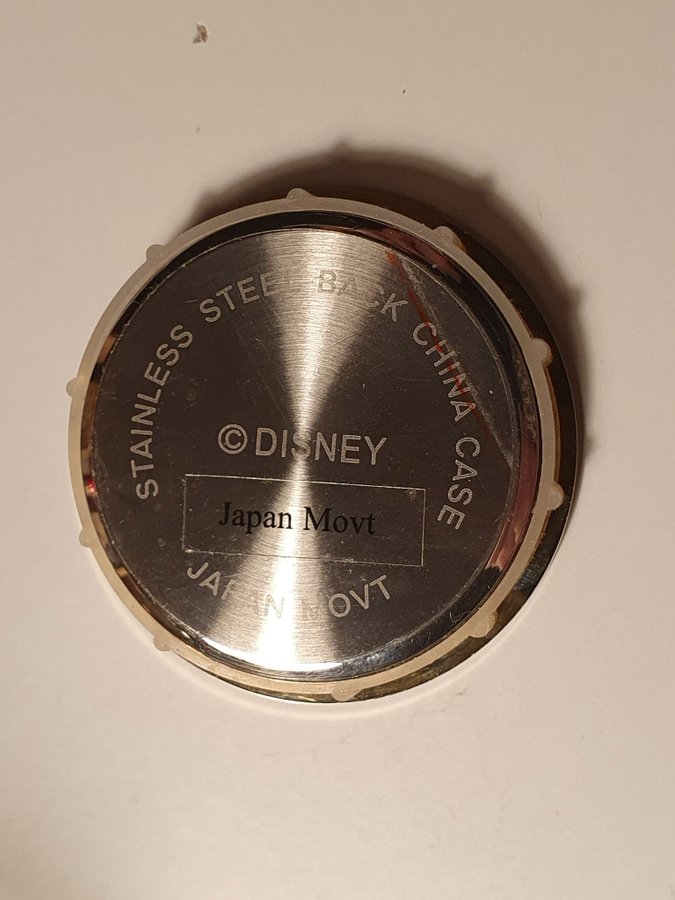 STAINLESS STEEL BACK CHINA CASE
© DISNEY
Japan Movt
JAPAN MOVT